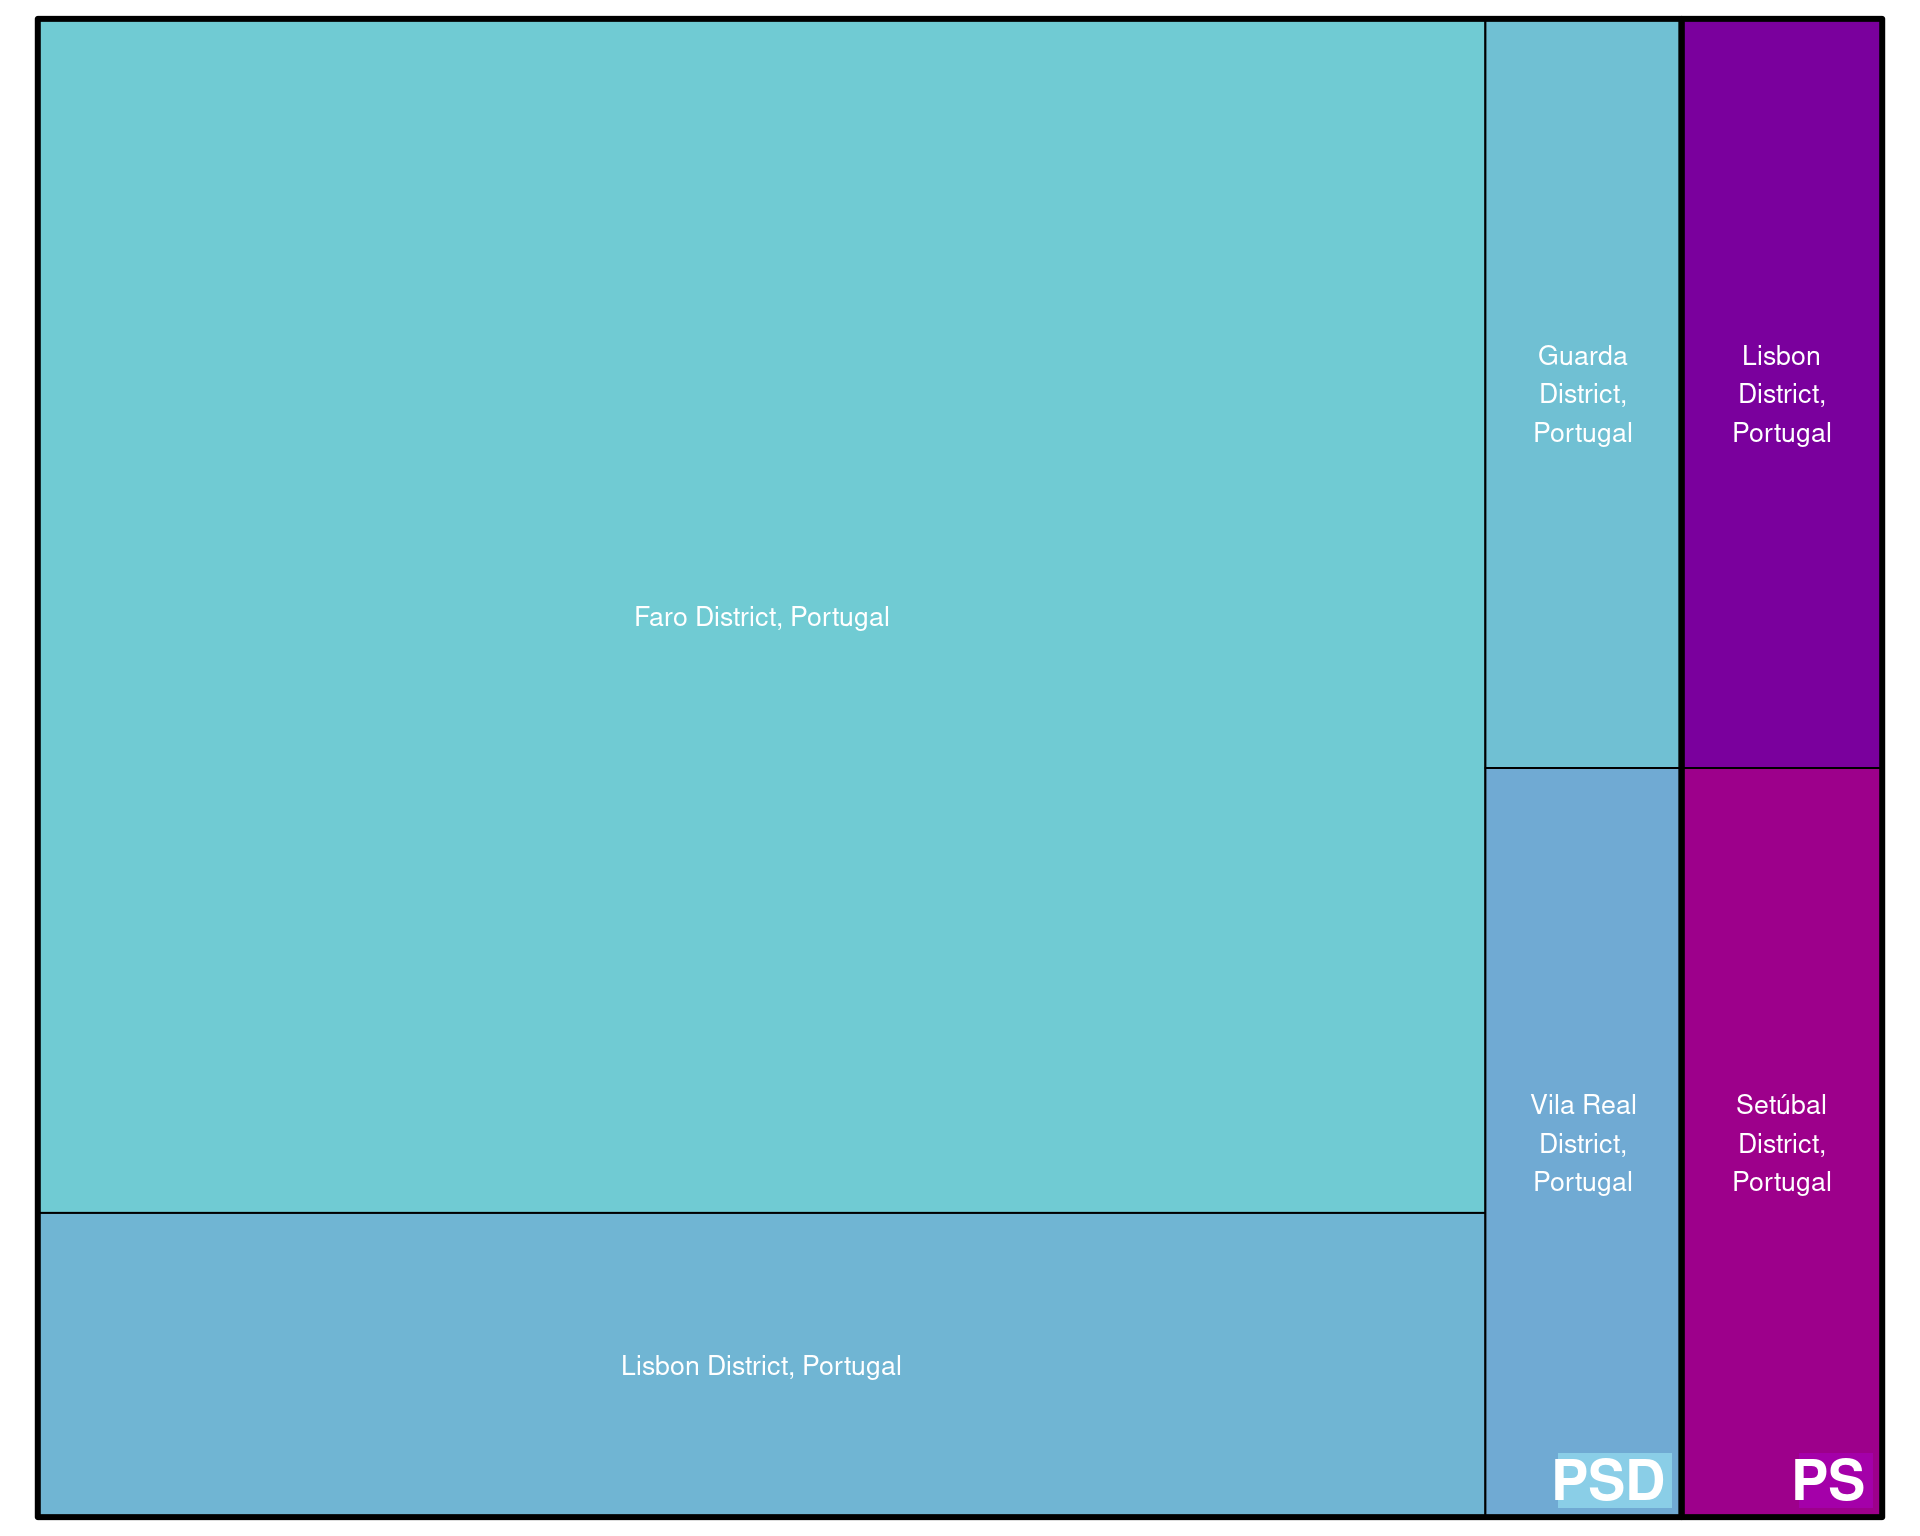 Faro District, Portugal
Lisbon District, Portugal
Guarda
District,
Portugal
Vila Real
District,
Portugal
PSD
Lisbon
District,
Portugal
Setúbal
District,
Portugal
PS